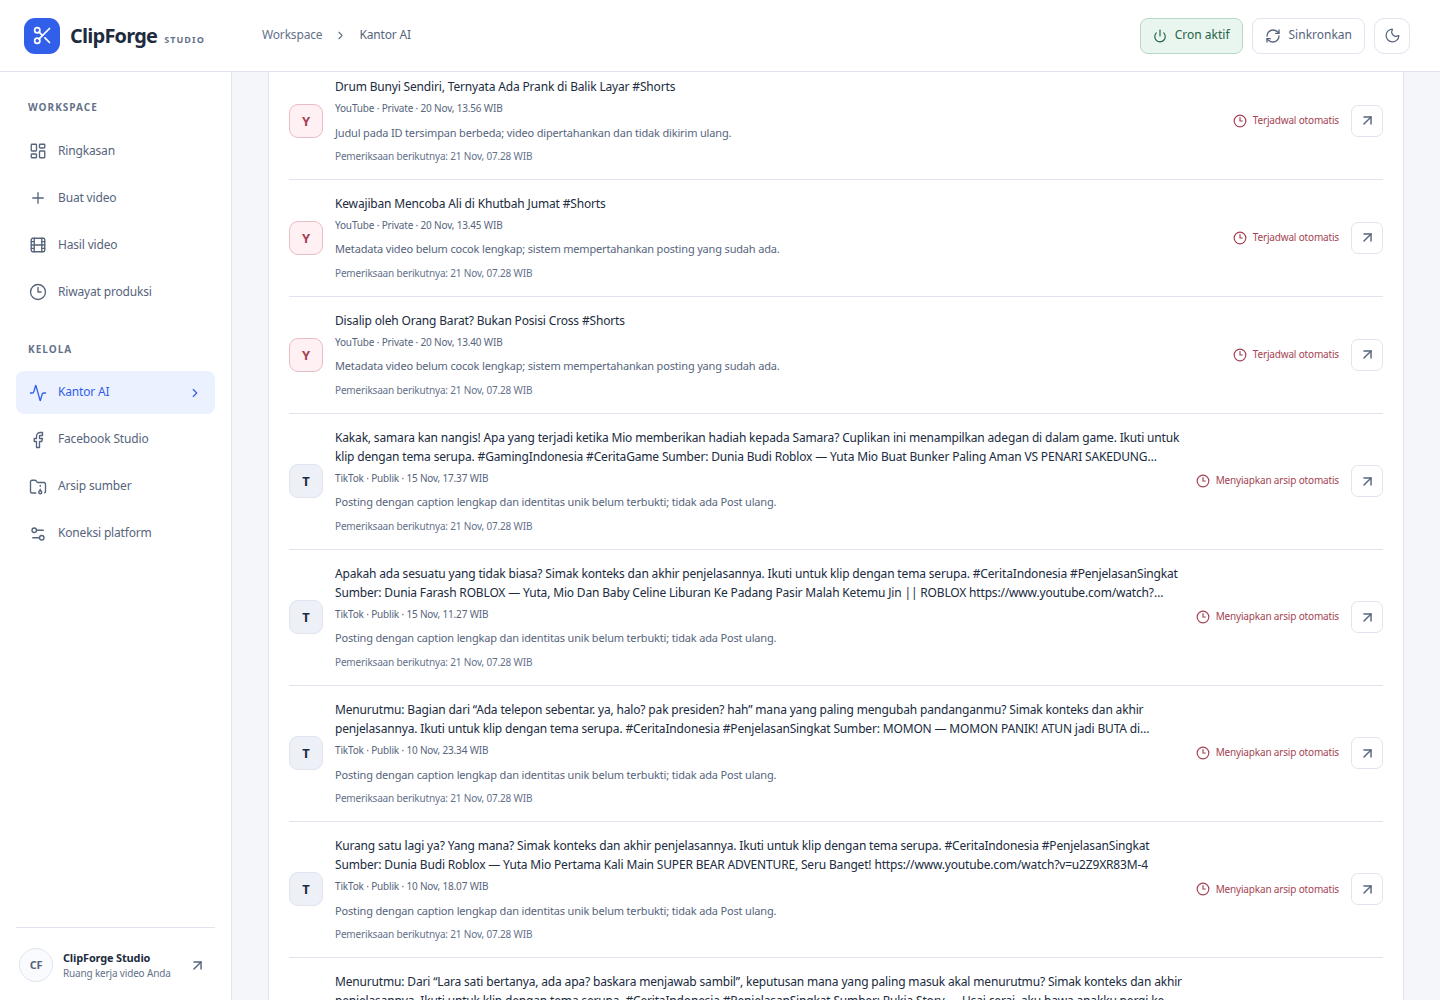 ClipForge STUDIO
Workspace > Kantor AI
Cron aktif
Sinkronkan
WORKSPACE
Ringkasan
Buat video
Hasil video
Riwayat produksi
KELOLA
Kantor AI
Facebook Studio
Arsip sumber
Koneksi platform
CF
ClipForge Studio
Ruang kerja video Anda
Drum Bunyi Sendiri, Ternyata Ada Prank di Balik Layar #Shorts
Y
YouTube · Private · 20 Nov, 13.56 WIB
Judul pada ID tersimpan berbeda; video dipertahankan dan tidak dikirim ulang.
Pemeriksaan berikutnya: 21 Nov, 07.28 WIB
Terjadwal otomatis
Kewajiban Mencoba Ali di Khutbah Jumat #Shorts
Y
YouTube · Private · 20 Nov, 13.45 WIB
Metadata video belum cocok lengkap; sistem mempertahankan posting yang sudah ada.
Pemeriksaan berikutnya: 21 Nov, 07.28 WIB
Terjadwal otomatis
Disalip oleh Orang Barat? Bukan Posisi Cross #Shorts
Y
YouTube · Private · 20 Nov, 13.40 WIB
Metadata video belum cocok lengkap; sistem mempertahankan posting yang sudah ada.
Pemeriksaan berikutnya: 21 Nov, 07.28 WIB
Terjadwal otomatis
Kakak, samara kan nangis! Apa yang terjadi ketika Mio memberikan hadiah kepada Samara? Cuplikan ini menampilkan adegan di dalam game. Ikuti untuk
klip dengan tema serupa. #GamingIndonesia #CeritaGame Sumber: Dunia Budi Roblox — Yuta Mio Buat Bunker Paling Aman VS PENARI SAKEDUNG...
T
TikTok · Publik · 15 Nov, 17.37 WIB
Posting dengan caption lengkap dan identitas unik belum terbukti; tidak ada Post ulang.
Pemeriksaan berikutnya: 21 Nov, 07.28 WIB
Menyiapkan arsip otomatis
Apakah ada sesuatu yang tidak biasa? Simak konteks dan akhir penjelasannya. Ikuti untuk klip dengan tema serupa. #CeritaIndonesia #PenjelasanSingkat
Sumber: Dunia Farash ROBLOX — Yuta, Mio Dan Baby Celine Liburan Ke Padang Pasir Malah Ketemu Jin || ROBLOX https://www.youtube.com/watch?...
T
TikTok · Publik · 15 Nov, 11.27 WIB
Posting dengan caption lengkap dan identitas unik belum terbukti; tidak ada Post ulang.
Pemeriksaan berikutnya: 21 Nov, 07.28 WIB
Menyiapkan arsip otomatis
Menurutmu: Bagian dari “Ada telepon sebentar. ya, halo? pak presiden? hah” mana yang paling mengubah pandanganmu? Simak konteks dan akhir
penjelasannya. Ikuti untuk klip dengan tema serupa. #CeritaIndonesia #PenjelasanSingkat Sumber: MOMON — MOMON PANIK! ATUN jadi BUTA di...
T
TikTok · Publik · 10 Nov, 23.34 WIB
Posting dengan caption lengkap dan identitas unik belum terbukti; tidak ada Post ulang.
Pemeriksaan berikutnya: 21 Nov, 07.28 WIB
Menyiapkan arsip otomatis
Kurang satu lagi ya? Yang mana? Simak konteks dan akhir penjelasannya. Ikuti untuk klip dengan tema serupa. #CeritaIndonesia #PenjelasanSingkat
Sumber: Dunia Budi Roblox — Yuta Mio Pertama Kali Main SUPER BEAR ADVENTURE, Seru Banget! https://www.youtube.com/watch?v=u2Z9XR83M-4
T
TikTok · Publik · 10 Nov, 18.07 WIB
Posting dengan caption lengkap dan identitas unik belum terbukti; tidak ada Post ulang.
Pemeriksaan berikutnya: 21 Nov, 07.28 WIB
Menyiapkan arsip otomatis
Menurutmu: Dari “Lara sati bertanya, ada apa? baskara menjawab sambil”, keputusan mana yang paling masuk akal menurutmu? Simak konteks dan akhir
penjelasannya. Ikuti untuk klip dengan tema serupa. #CeritaIndonesia #PenjelasanSingkat Sumber: